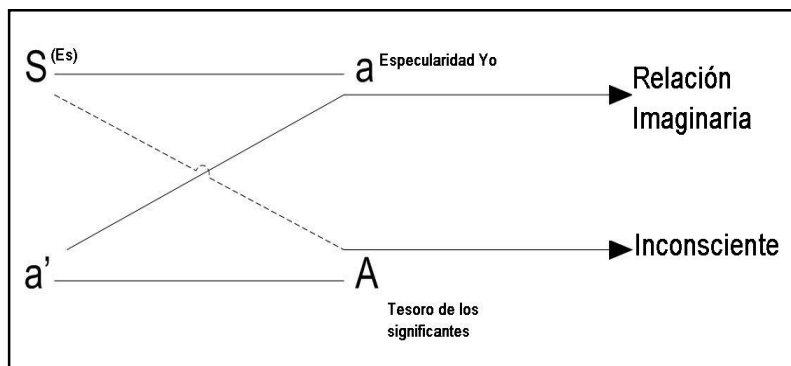 S (Es)
a Especularidad Yo
Relación
Imaginaria
Inconsciente
a'
A
Tesoro de los
significantes